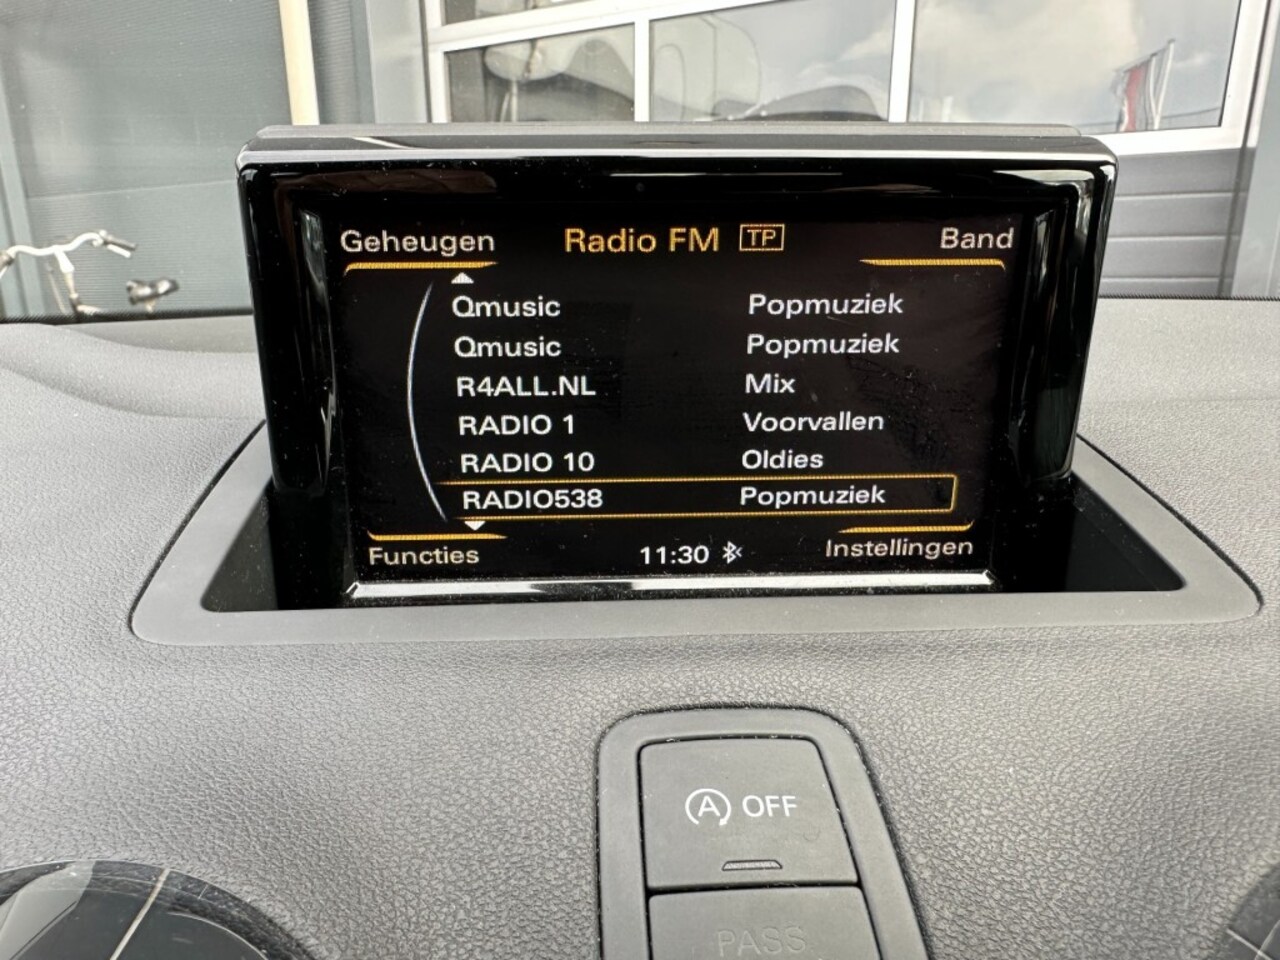 Geheugen Radio FM TP Band
Qmusic Popmuziek
Qmusic Popmuziek
R4ALL.NL Mix
RADIO 1 Voorvallen
RADIO 10 Oldies
RADIO538 Popmuziek
Functies 11:30 Instellingen
A OFF
PASS